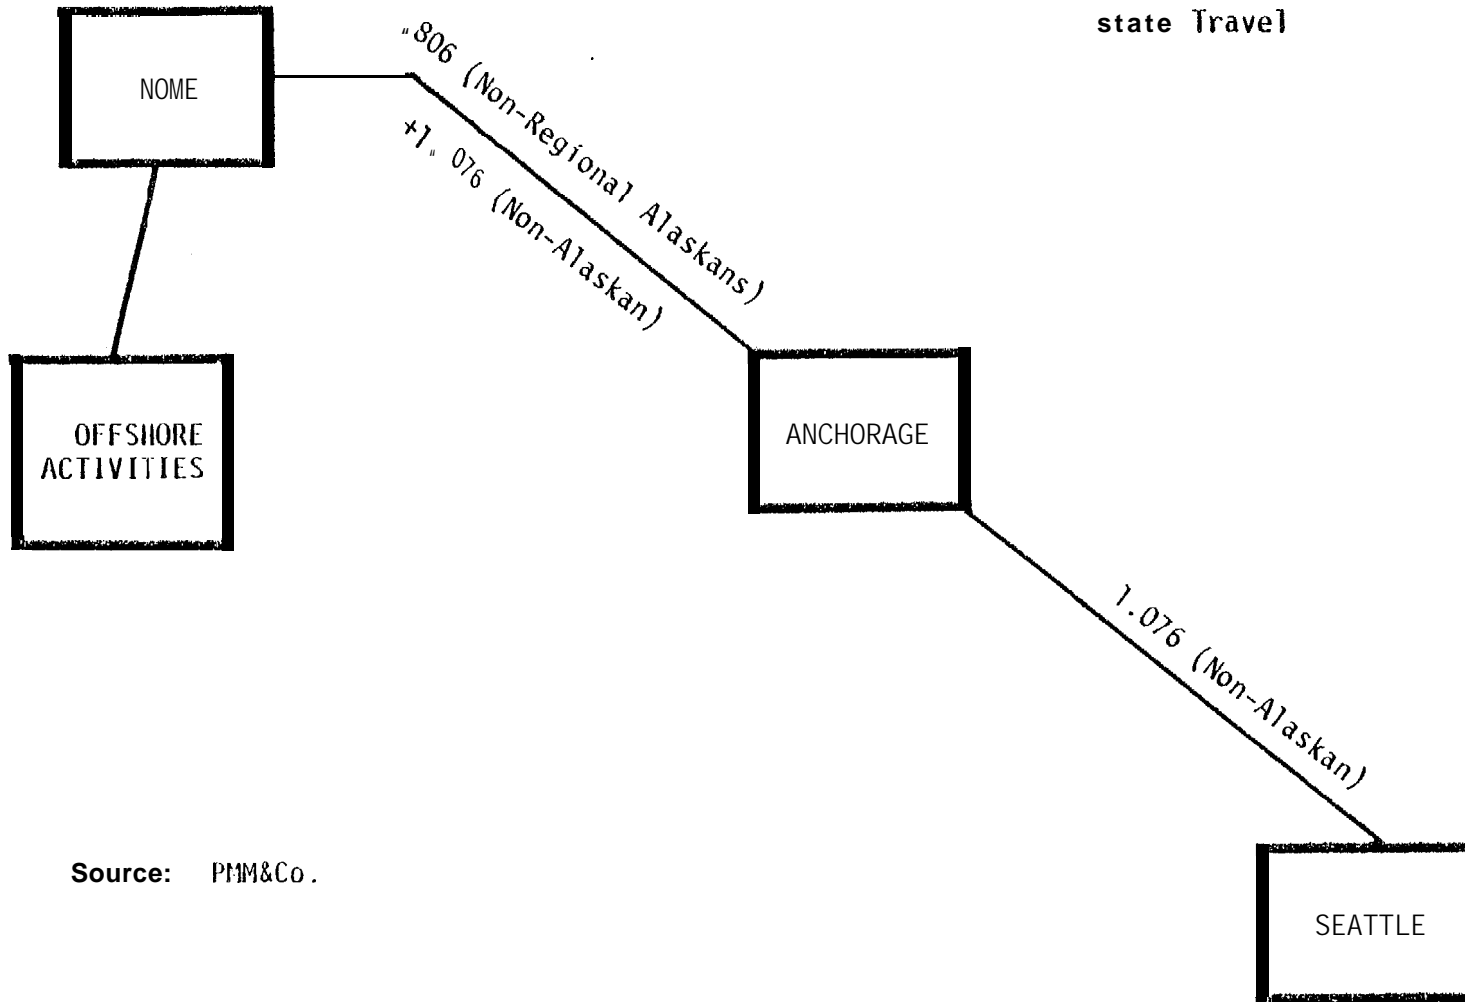 state Travel
NOME
.806 (Non-Regional Alaskans)
+1.076 (Non-Alaskan)
OFFSHORE
ACTIVITIES
ANCHORAGE
1.076 (Non-Alaskan)
Source: PMM&Co.
SEATTLE